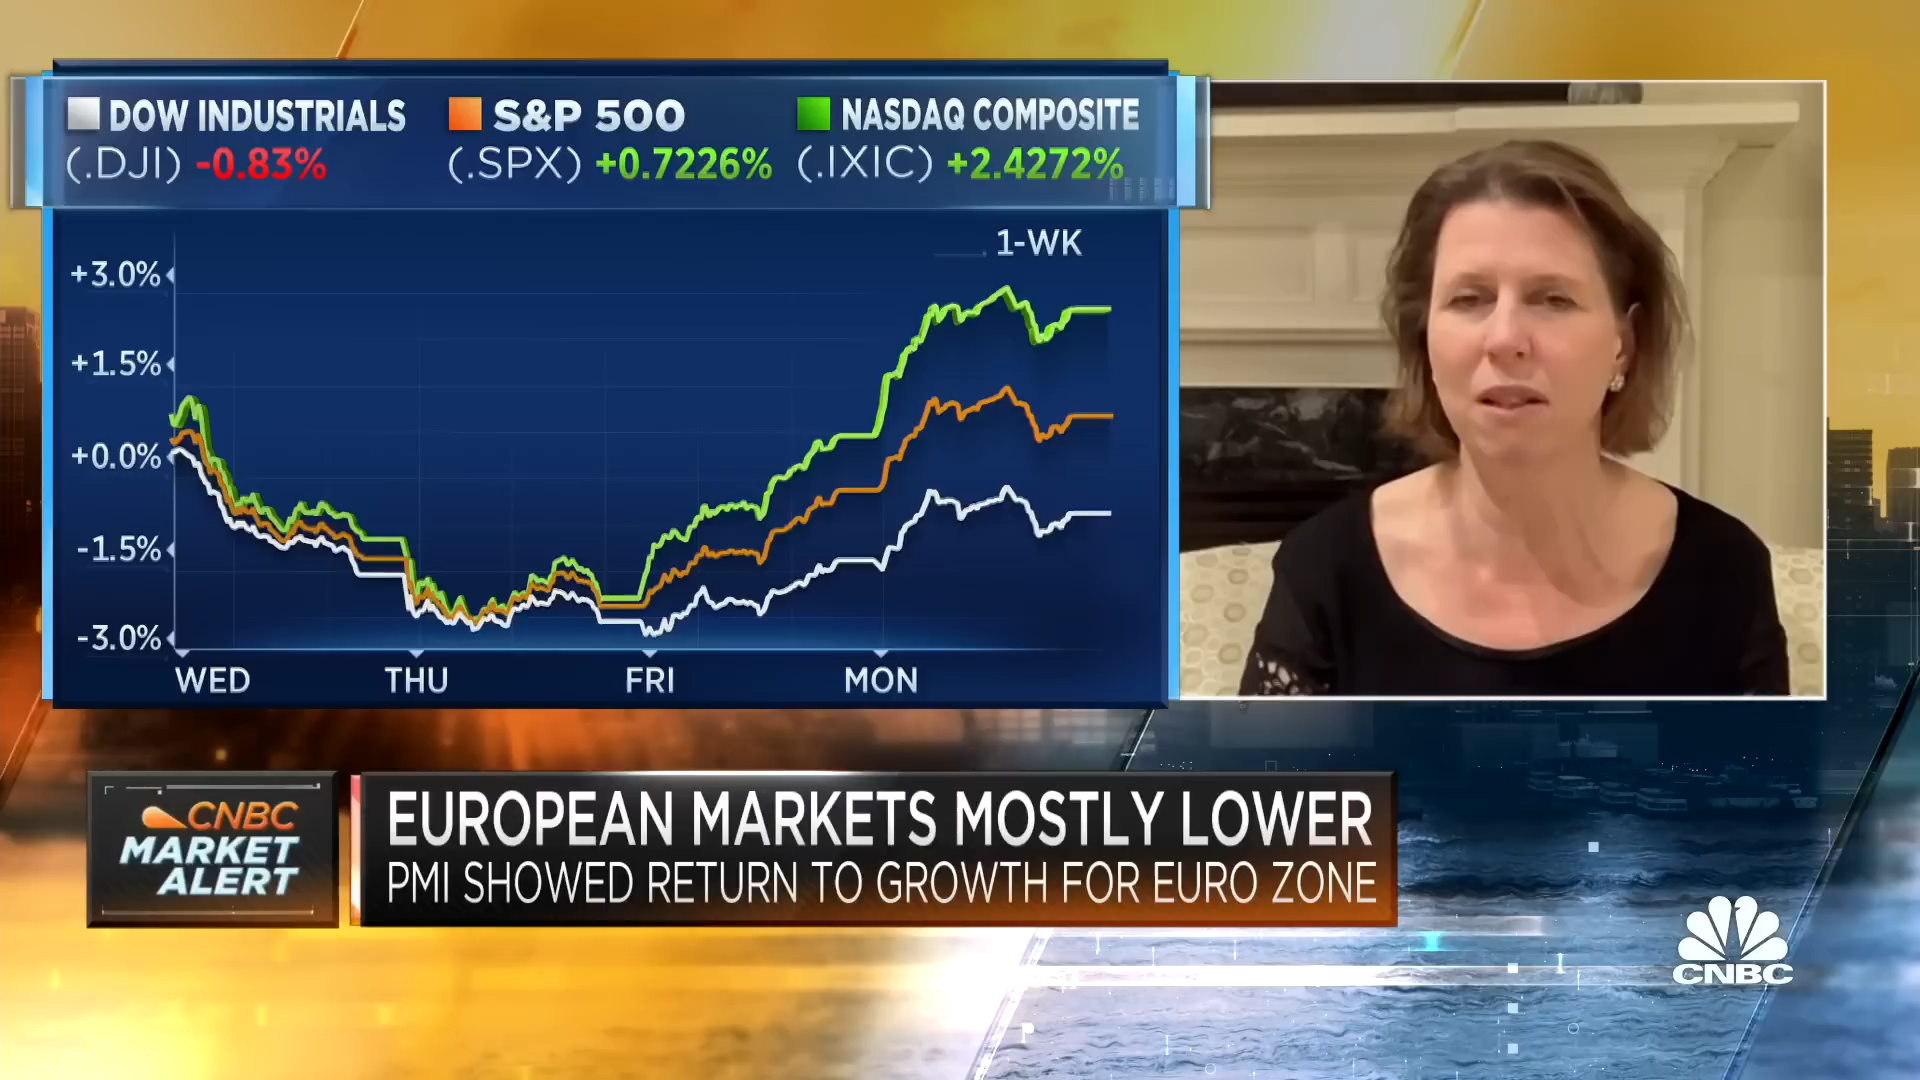 DOW INDUSTRIALS
(.DJI) -0.83%
S&P 500
(.SPX) +0.7226%
NASDAQ COMPOSITE
(.IXIC) +2.4272%
1-WK
+3.0%
+1.5%
+0.0%
-1.5%
-3.0%
WED THU FRI MON
CNBC
MARKET
ALERT
EUROPEAN MARKETS MOSTLY LOWER
PMI SHOWED RETURN TO GROWTH FOR EURO ZONE
CNBC